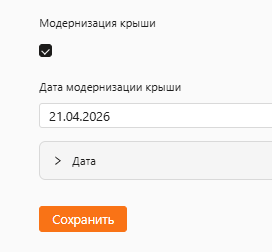 Модернизация крыши
Дата модернизации крыши
21.04.2026
Дата
Сохранить